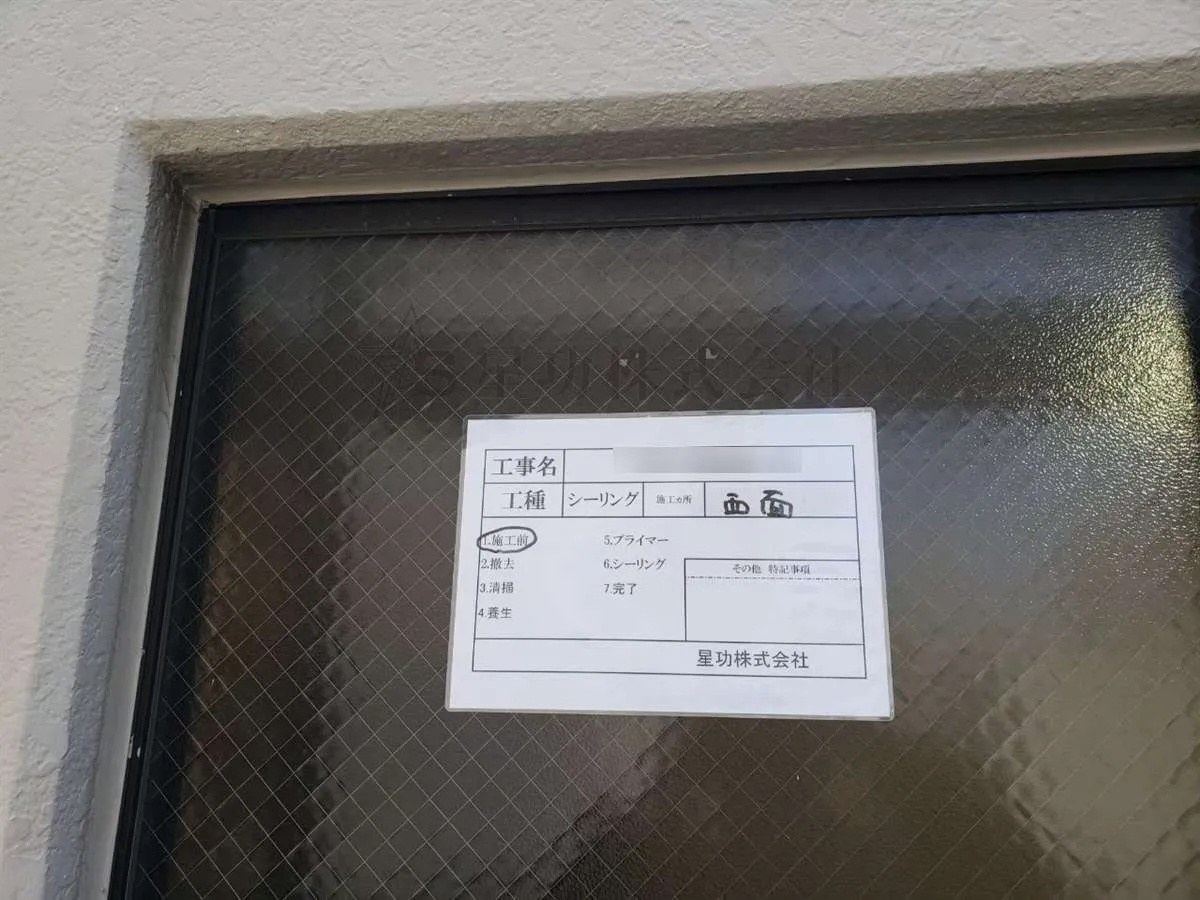 S 星功株式会社
工事名
工種 シーリング 施工カ所 西面
1.施工前 5.プライマー
2.撤去 6.シーリング
3.清掃 7.完了
4.養生
その他 特記事項
星功株式会社